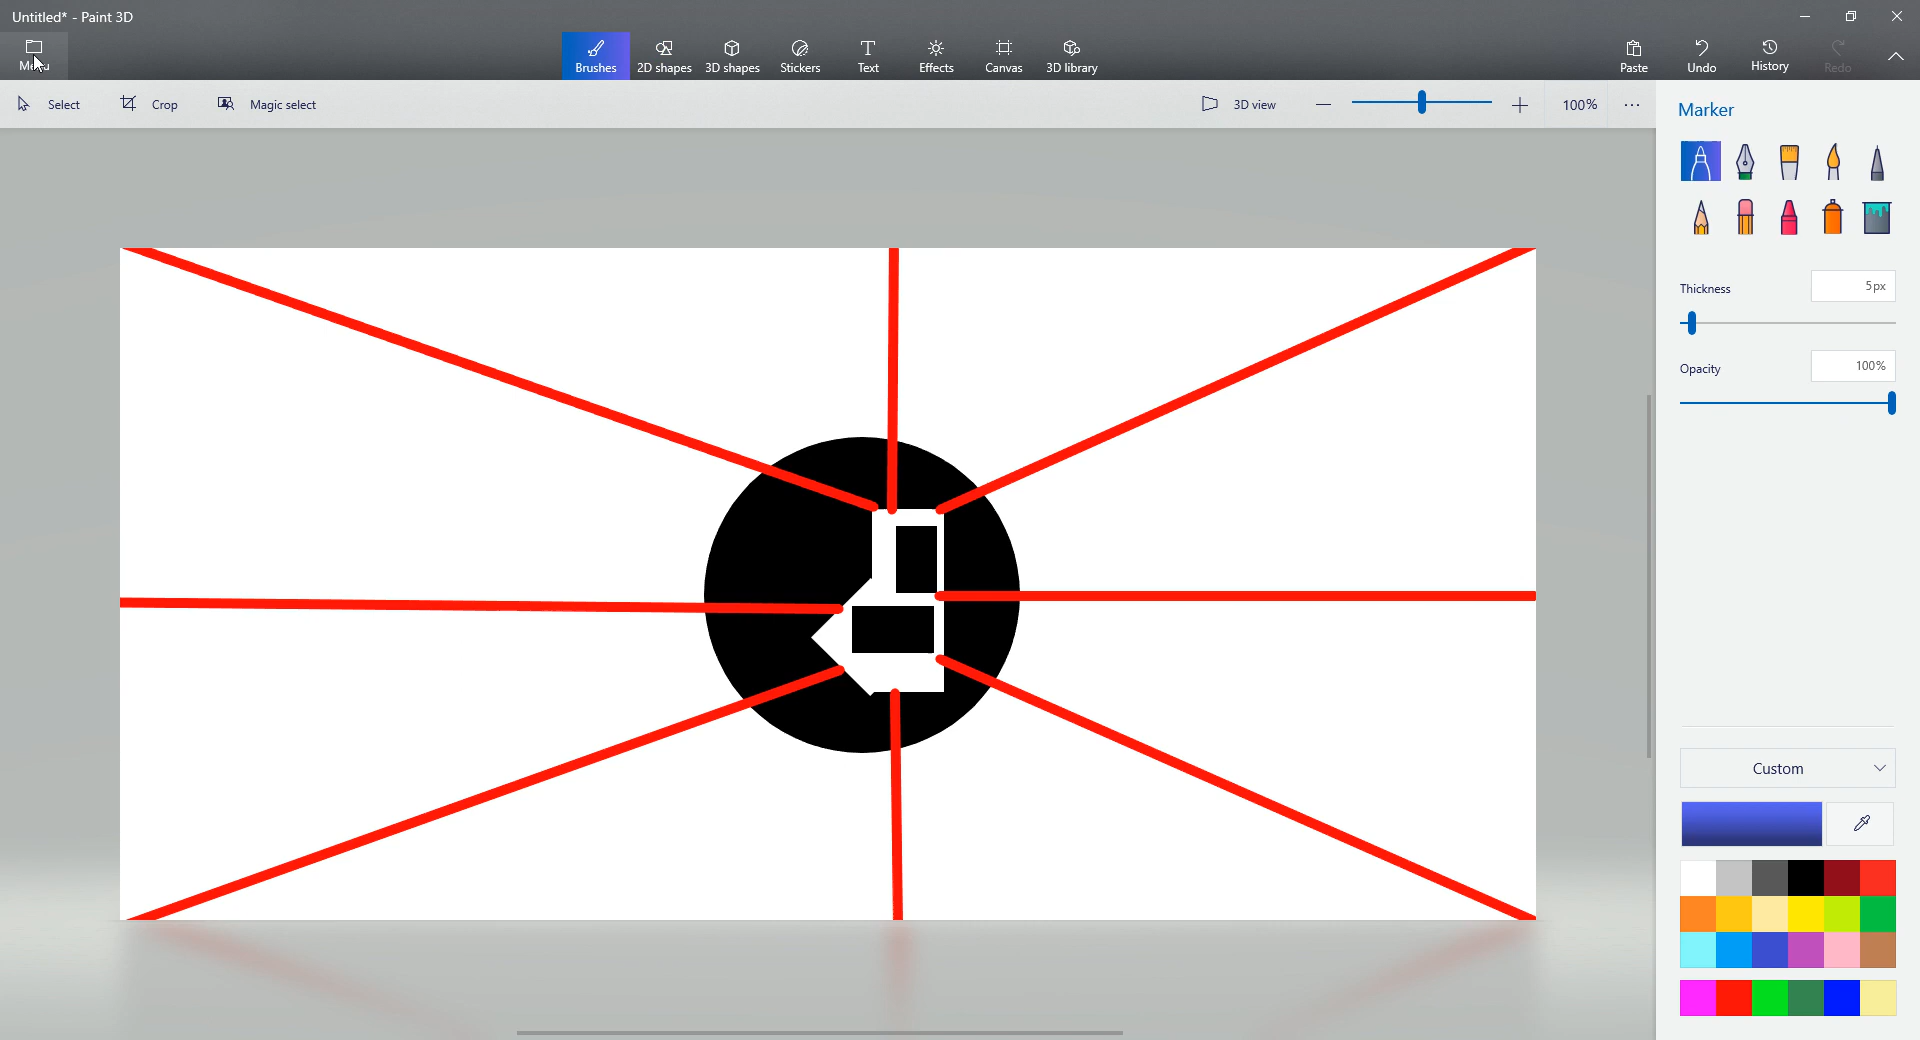 Untitled* - Paint 3D
Menu
Brushes
2D shapes
3D shapes
Stickers
Text
Effects
Canvas
3D library
Paste
Undo
History
Redo
Select
Crop
Magic select
3D view
100%
Marker
Thickness
5px
Opacity
100%
Custom